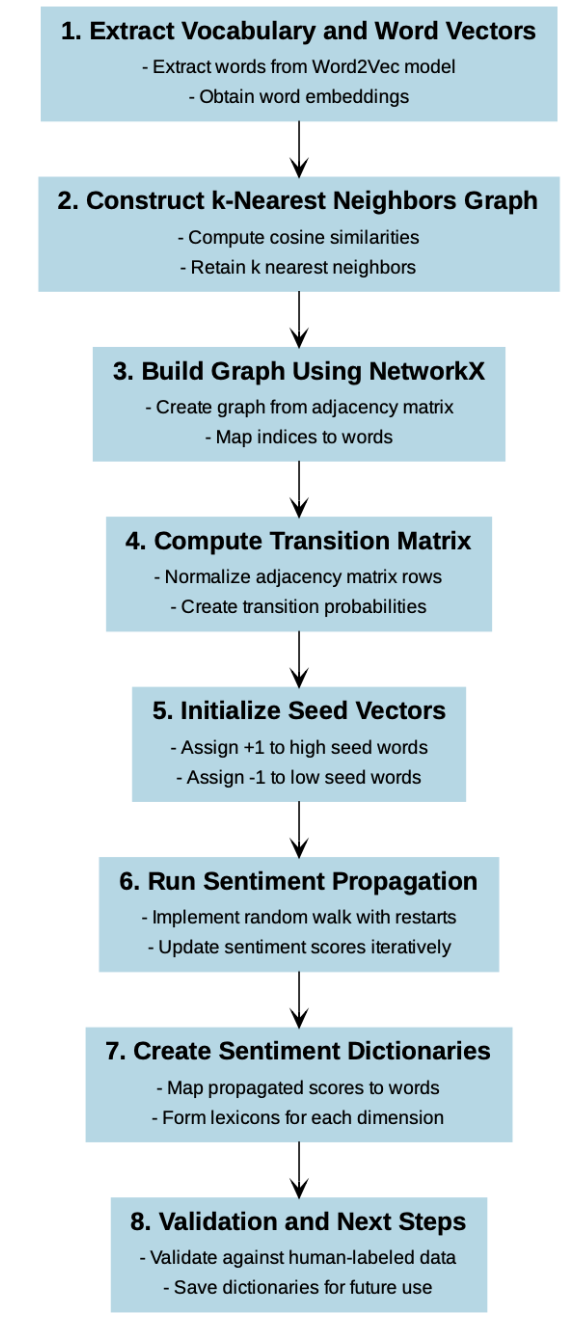 1. Extract Vocabulary and Word Vectors
- Extract words from Word2Vec model
- Obtain word embeddings
2. Construct k-Nearest Neighbors Graph
- Compute cosine similarities
- Retain k nearest neighbors
3. Build Graph Using NetworkX
- Create graph from adjacency matrix
- Map indices to words
4. Compute Transition Matrix
- Normalize adjacency matrix rows
- Create transition probabilities
5. Initialize Seed Vectors
- Assign +1 to high seed words
- Assign -1 to low seed words
6. Run Sentiment Propagation
- Implement random walk with restarts
- Update sentiment scores iteratively
7. Create Sentiment Dictionaries
- Map propagated scores to words
- Form lexicons for each dimension
8. Validation and Next Steps
- Validate against human-labeled data
- Save dictionaries for future use